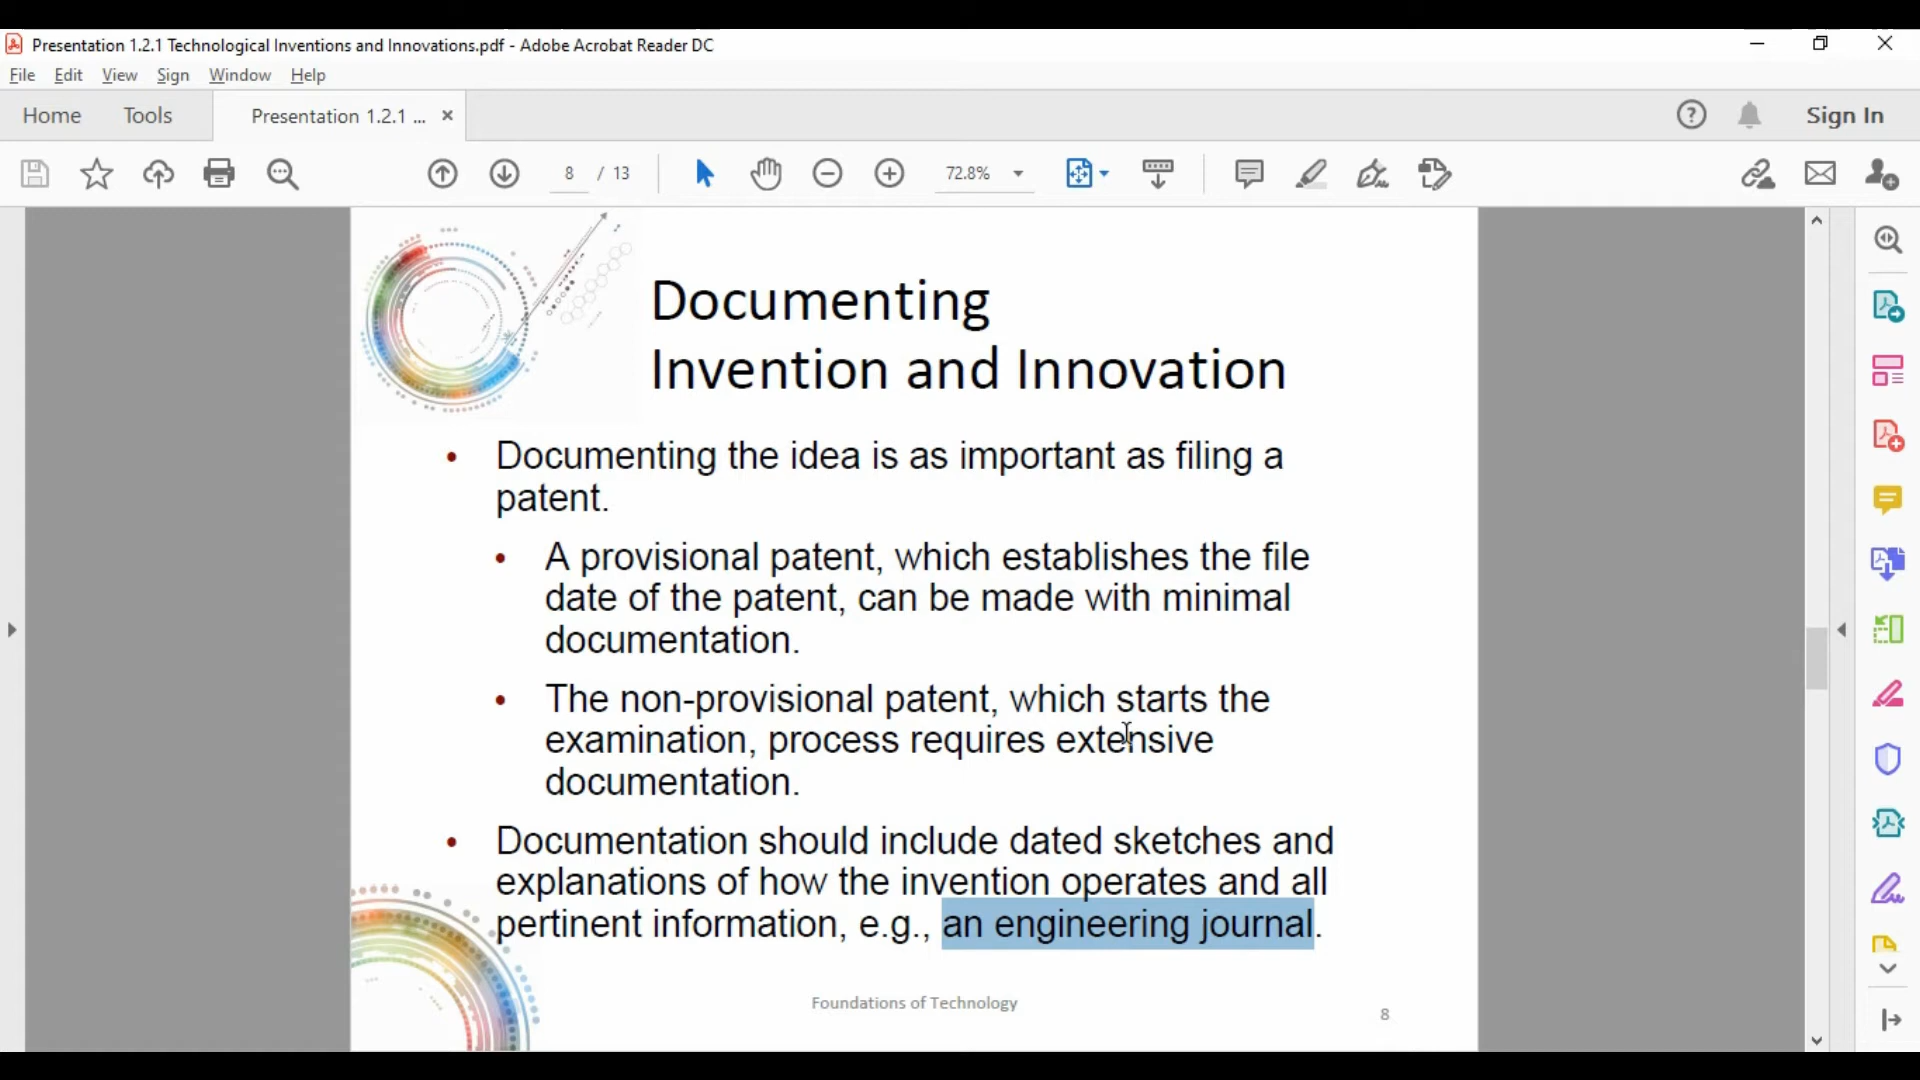 Presentation 1.2.1 Technological Inventions and Innovations.pdf - Adobe Acrobat Reader DC
File Edit View Sign Window Help
Home Tools Presentation 1.2.1 ... Sign In
8 / 13 72.8%
Documenting
Invention and Innovation
• Documenting the idea is as important as filing a
patent.
• A provisional patent, which establishes the file
date of the patent, can be made with minimal
documentation.
• The non-provisional patent, which starts the
examination, process requires extensive
documentation.
• Documentation should include dated sketches and
explanations of how the invention operates and all
pertinent information, e.g., an engineering journal.
Foundations of Technology
8